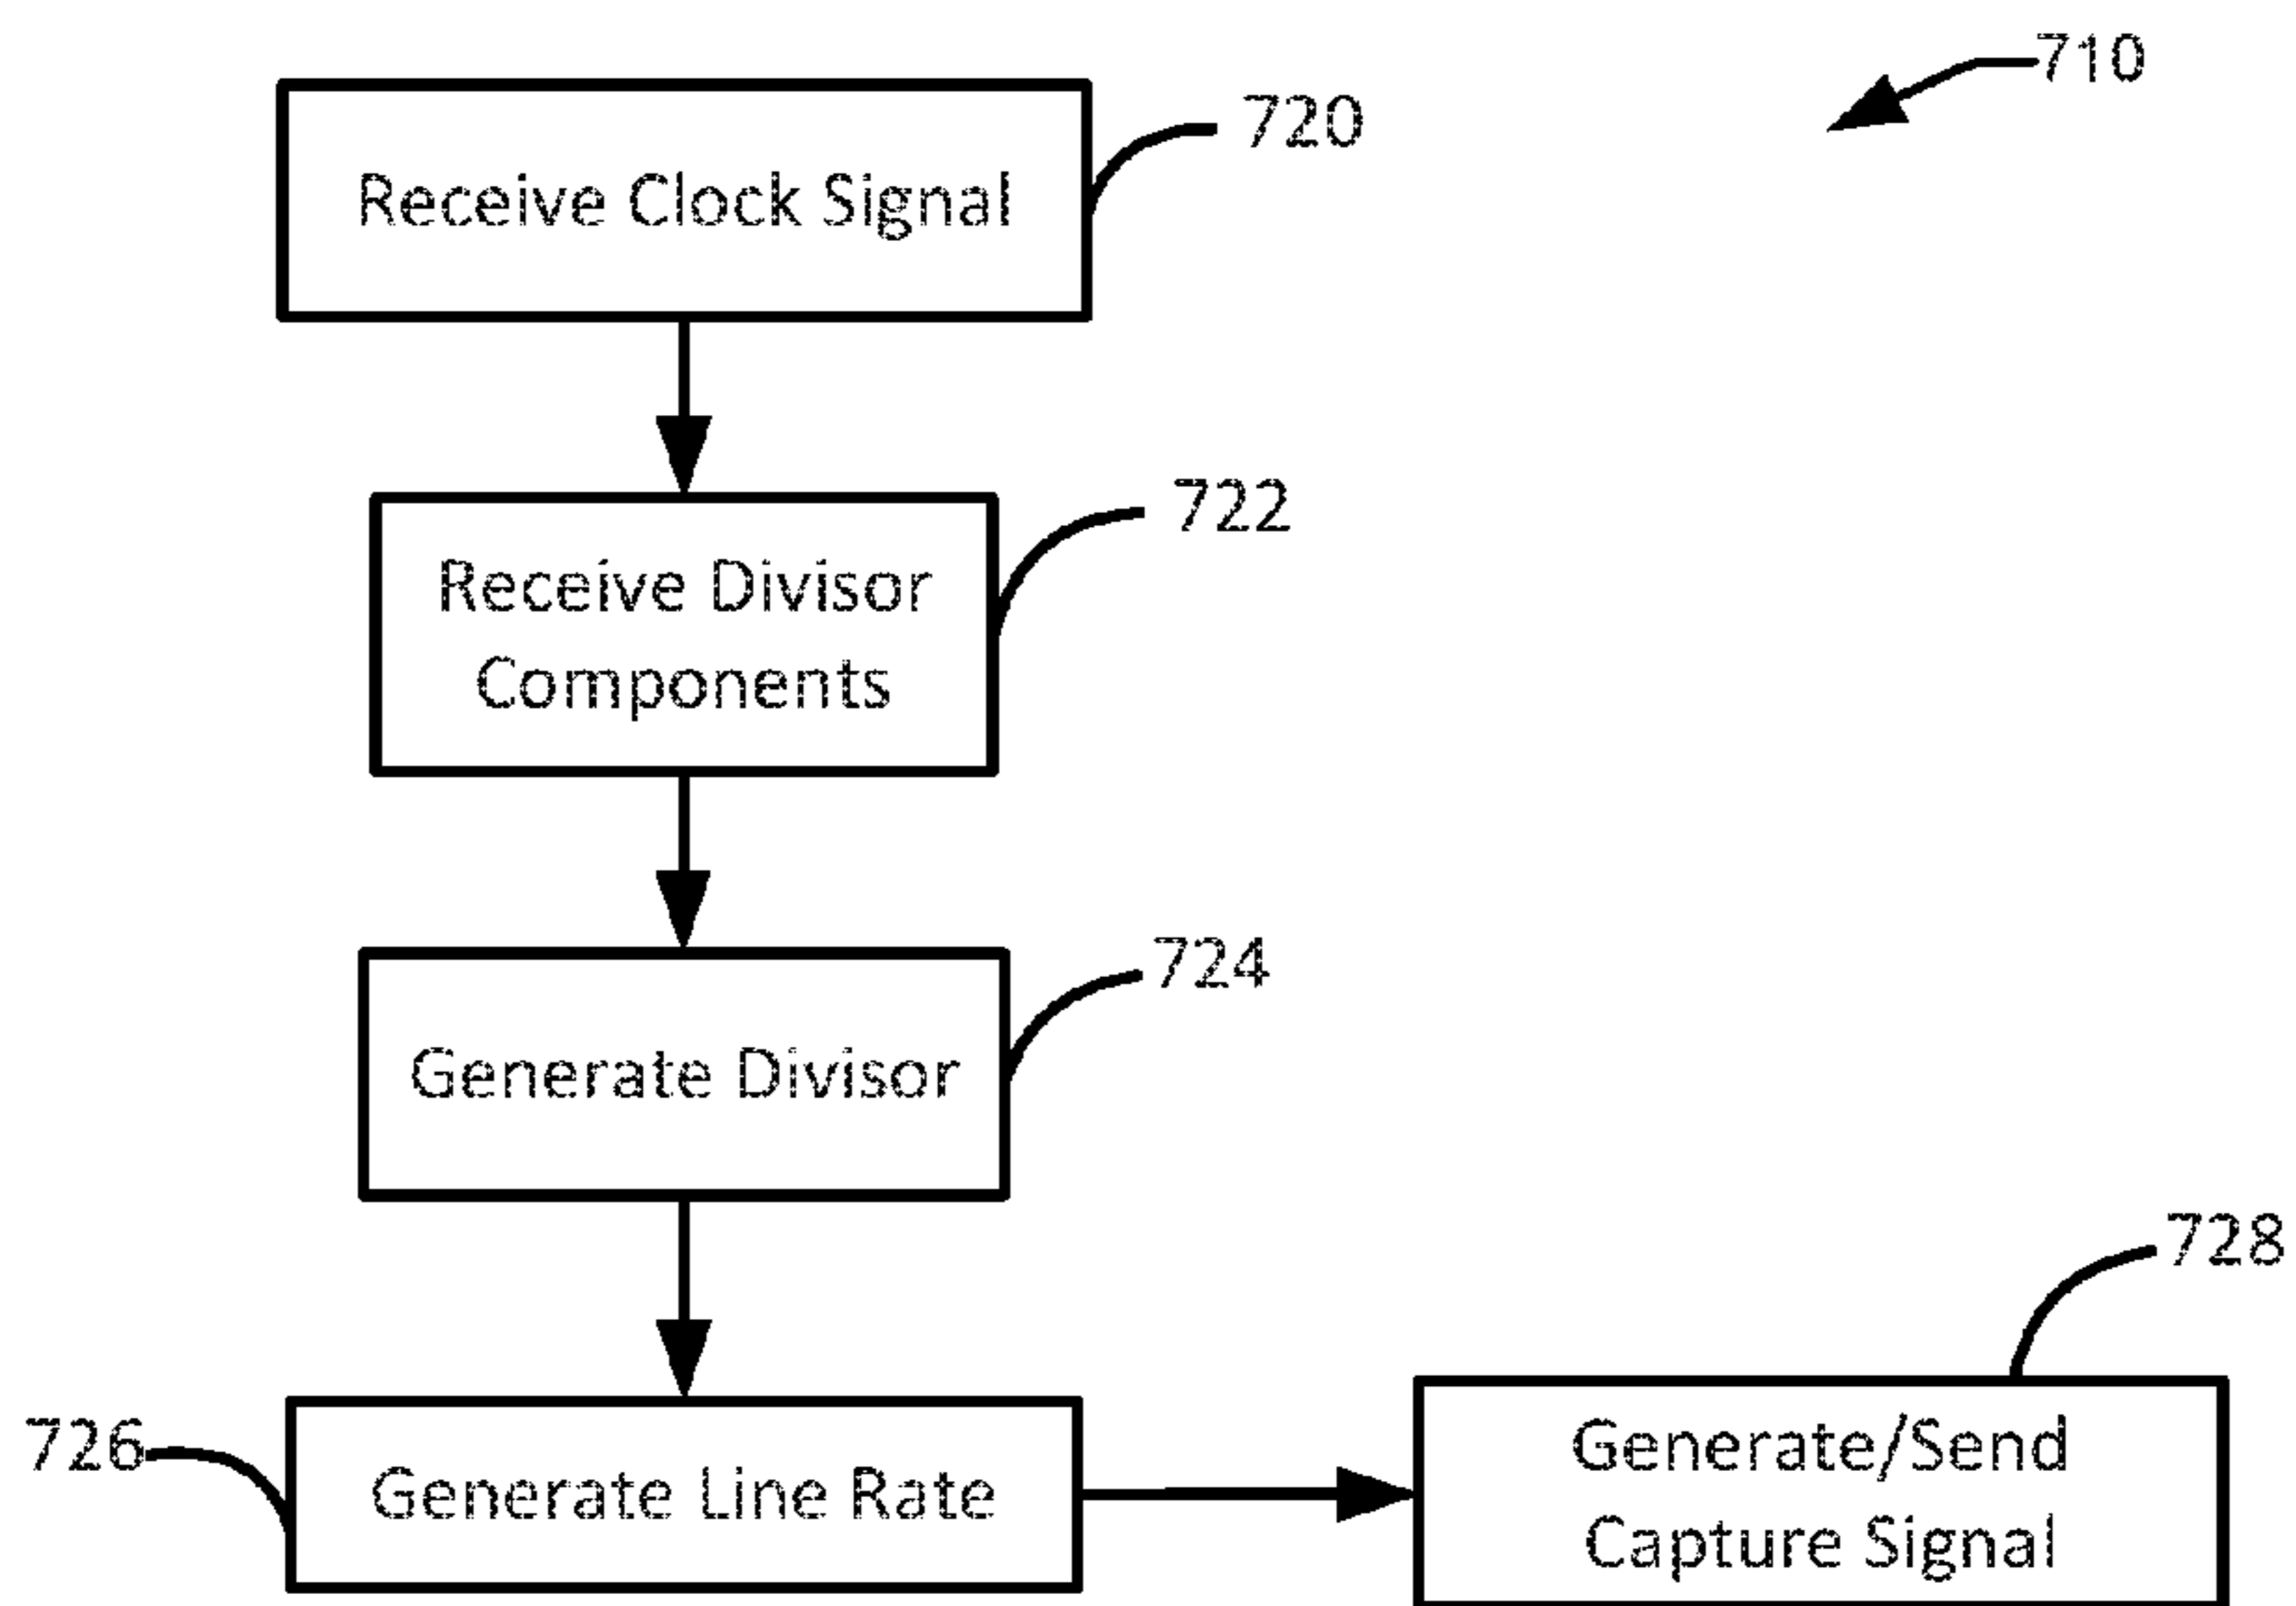 710
720
Receive Clock Signal
722
Receive Divisor
Components
724
Generate Divisor
726
Generate Line Rate
728
Generate/Send
Capture Signal